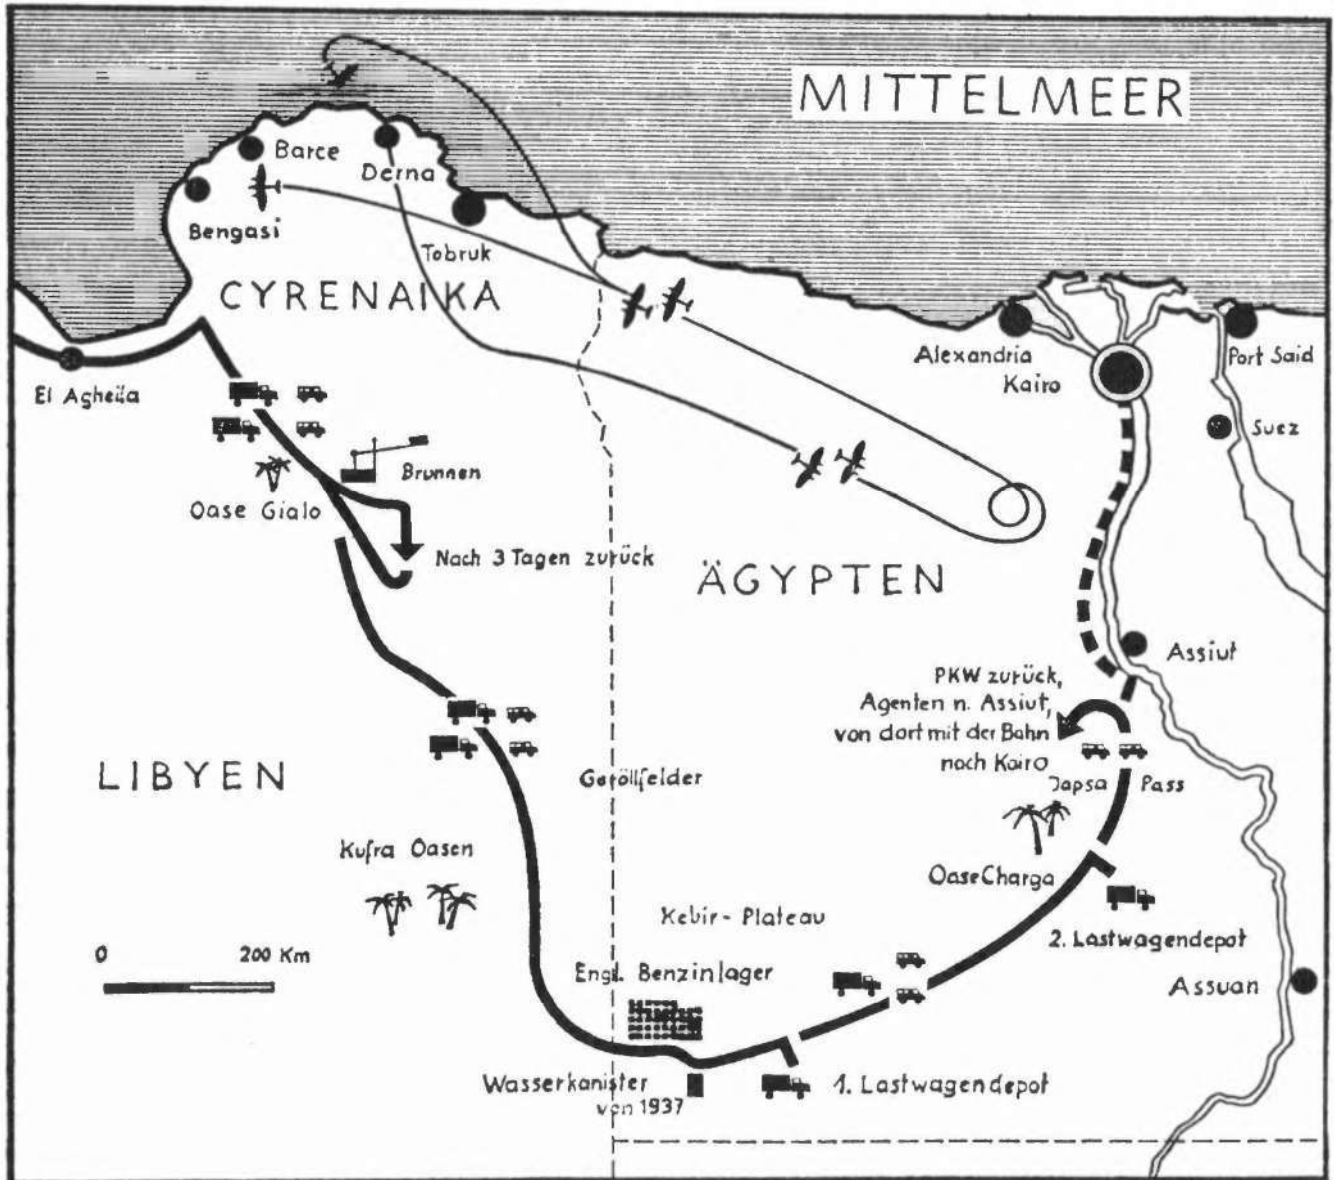 MITTELMEER
Barce
Derna
Bengasi
Tobruk
CYRENAIKA
Alexandria
Kairo
Port Said
El Agheila
Suez
Brunnen
Oase Gialo
Nach 3 Tagen zurück
ÄGYPTEN
Assiut
PKW zurück,
Agenten n. Assiut,
von dort mit der Bahn
nach Kairo
LIBYEN
Geröllfelder
Japsa Pass
Kufra Oasen
Oase Charga
Kebir-Plateau
2. Lastwagendepot
0 200 Km
Engl. Benzinlager
Assuan
Wasserkanister
von 1937
1. Lastwagendepot